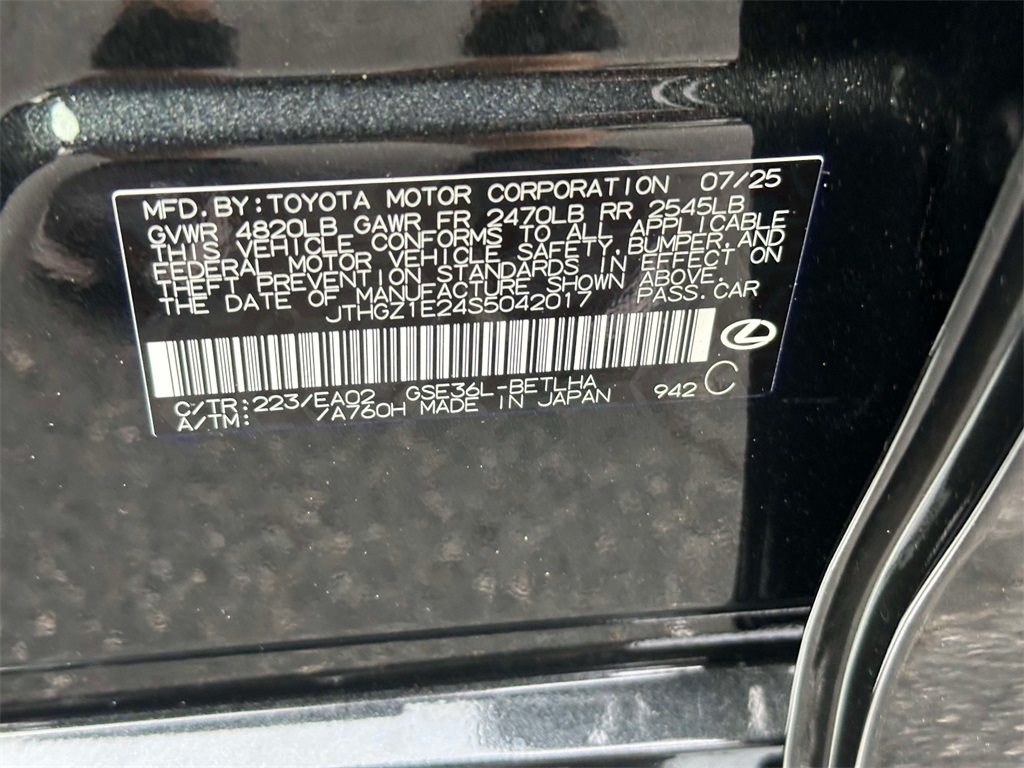 MFD. BY: TOYOTA MOTOR CORPORATION 07/25
GVWR 4820LB GAWR FR 2470LB RR 2545LB
THIS VEHICLE CONFORMS TO ALL APPLICABLE
FEDERAL MOTOR VEHICLE SAFETY, BUMPER, AND
THEFT PREVENTION STANDARDS IN EFFECT ON
THE DATE OF MANUFACTURE SHOWN ABOVE.
JTHGZ1E24S5042017 PASS. CAR
C/TR: 223/EA02 GSE36L-BETLHA 942 C
A/TM: /A760H MADE IN JAPAN